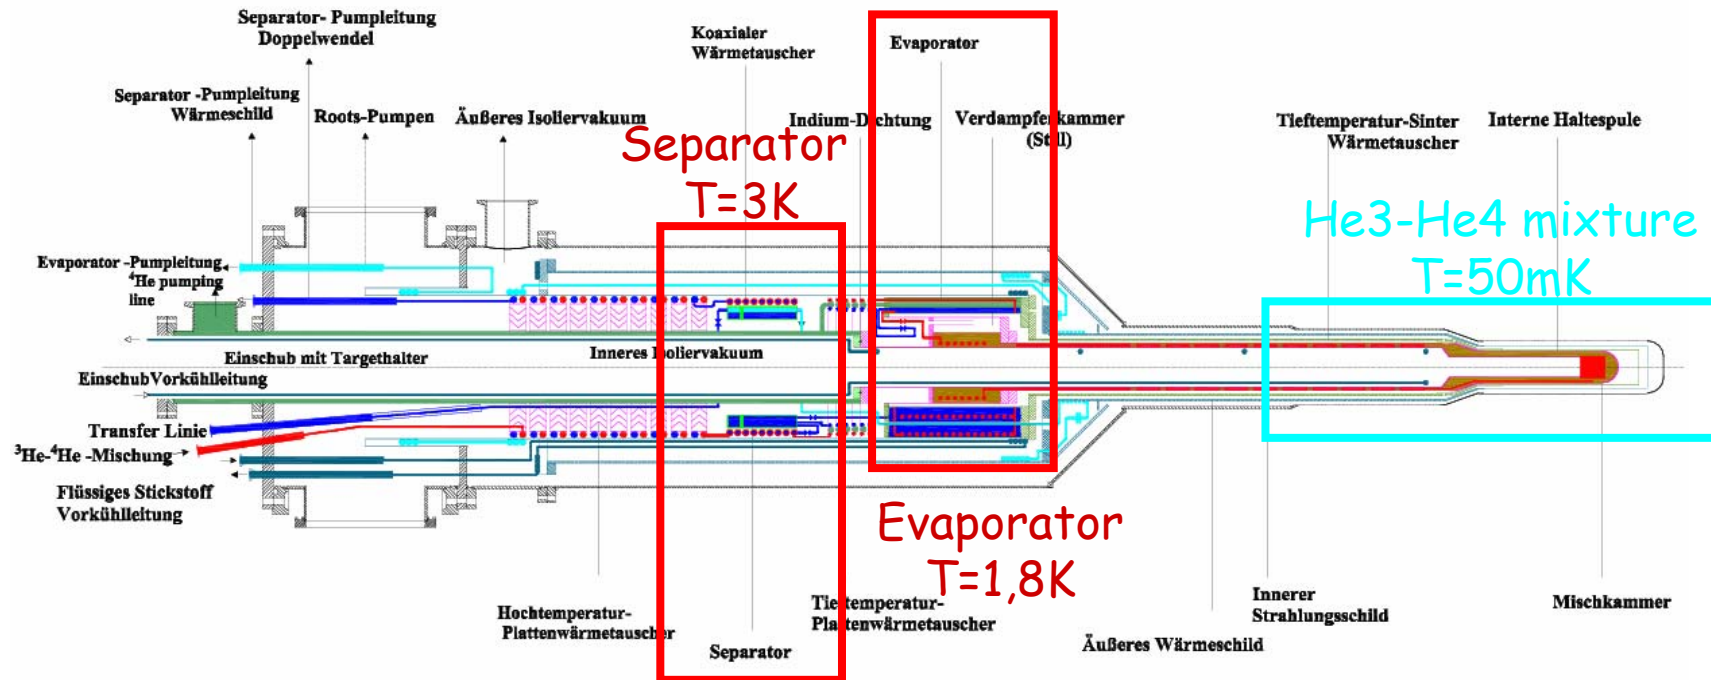 Separator- Pumpleitung
Doppelwendel
Koaxialer
Wärmetauscher
Evaporator
Separator -Pumpleitung
Wärmeschild
Roots-Pumpen
Äußeres Isoliervakuum
Indium-Dichtung
Verdampferkammer
(Still)
Tieftemperatur-Sinter
Wärmetauscher
Interne Haltespule
Separator
T=3K
He3-He4 mixture
T=50mK
Evaporator -Pumpleitung
⁴He pumping
line
Einschub mit Targethalter
Inneres Isoliervakuum
Einschub Vorkühlleitung
Transfer Linie
³He-⁴He -Mischung
Flüssiges Stickstoff
Vorkühlleitung
Evaporator
T=1,8K
Hochtemperatur-
Plattenwärmetauscher
Separator
Tieftemperatur-
Plattenwärmetauscher
Äußeres Wärmeschild
Innerer
Strahlungsschild
Mischkammer